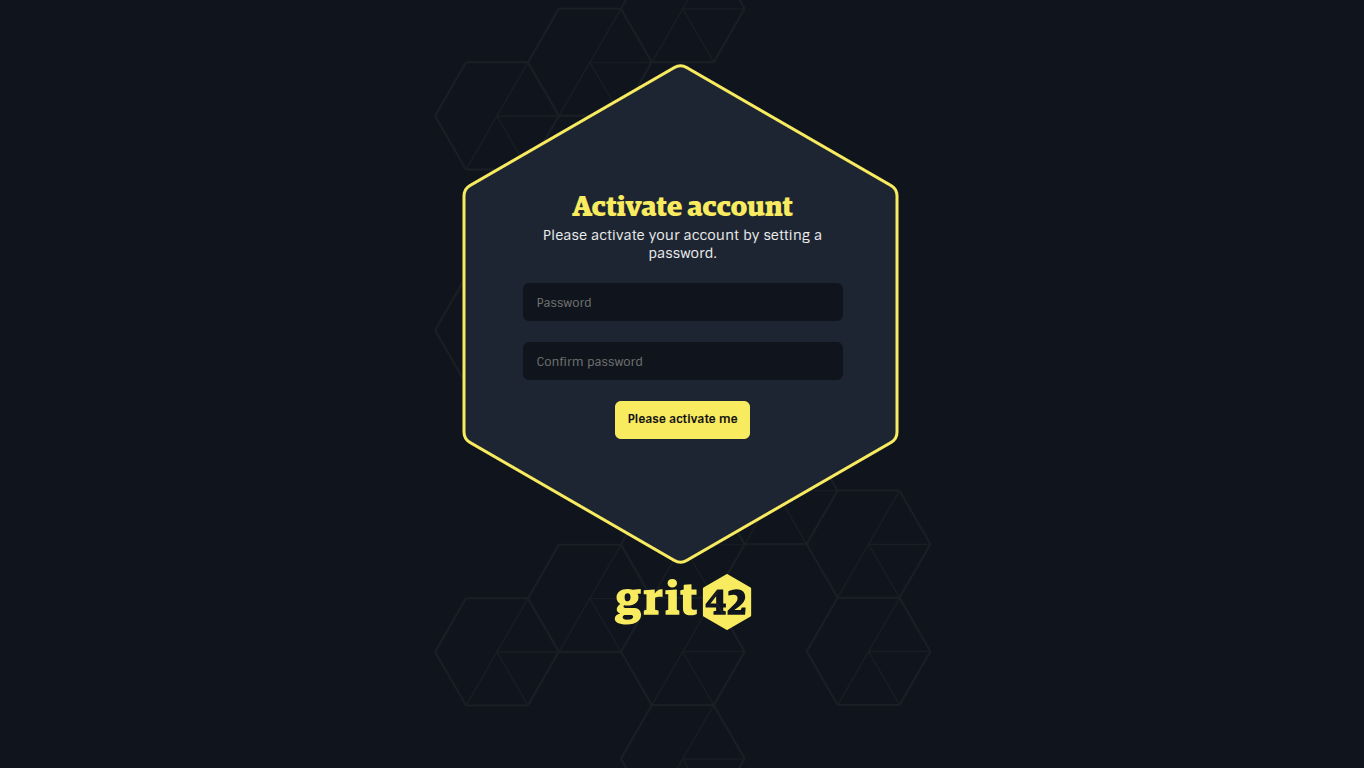 Activate account
Please activate your account by setting a
password.
Password
Confirm password
Please activate me
grit42